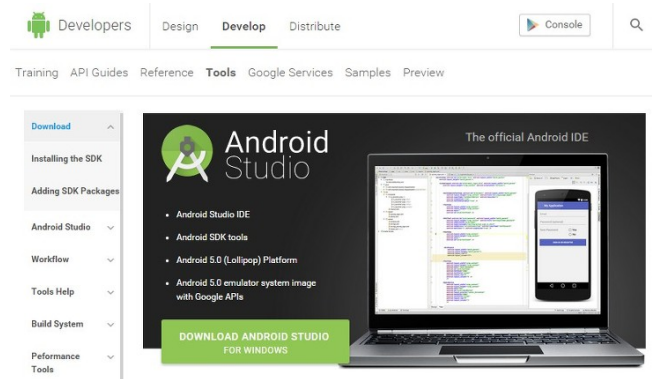 Developers
Design
Develop
Distribute
Console
Training
API Guides
Reference
Tools
Google Services
Samples
Preview
Download
Installing the SDK
Adding SDK Packages
Android Studio
Workflow
Tools Help
Build System
Peformance
Tools
Android
Studio
The official Android IDE
• Android Studio IDE
• Android SDK tools
• Android 5.0 (Lollipop) Platform
• Android 5.0 emulator system image
with Google APIs
DOWNLOAD ANDROID STUDIO
FOR WINDOWS